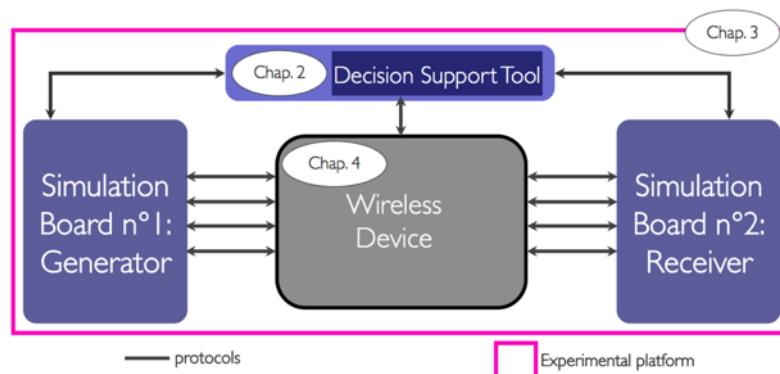 Chap. 3
Chap. 2
Decision Support Tool
Chap. 4
Simulation
Board n°1:
Generator
Wireless
Device
Simulation
Board n°2:
Receiver
protocols
Experimental platform